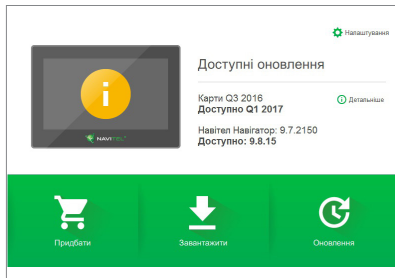 Налаштування
Доступні оновлення
Карти Q3 2016
Детальніше
Доступно Q1 2017
Навітел Навігатор: 9.7.2150
Доступно: 9.8.15
NAVITEL
Придбати
Завантажити
Оновлення